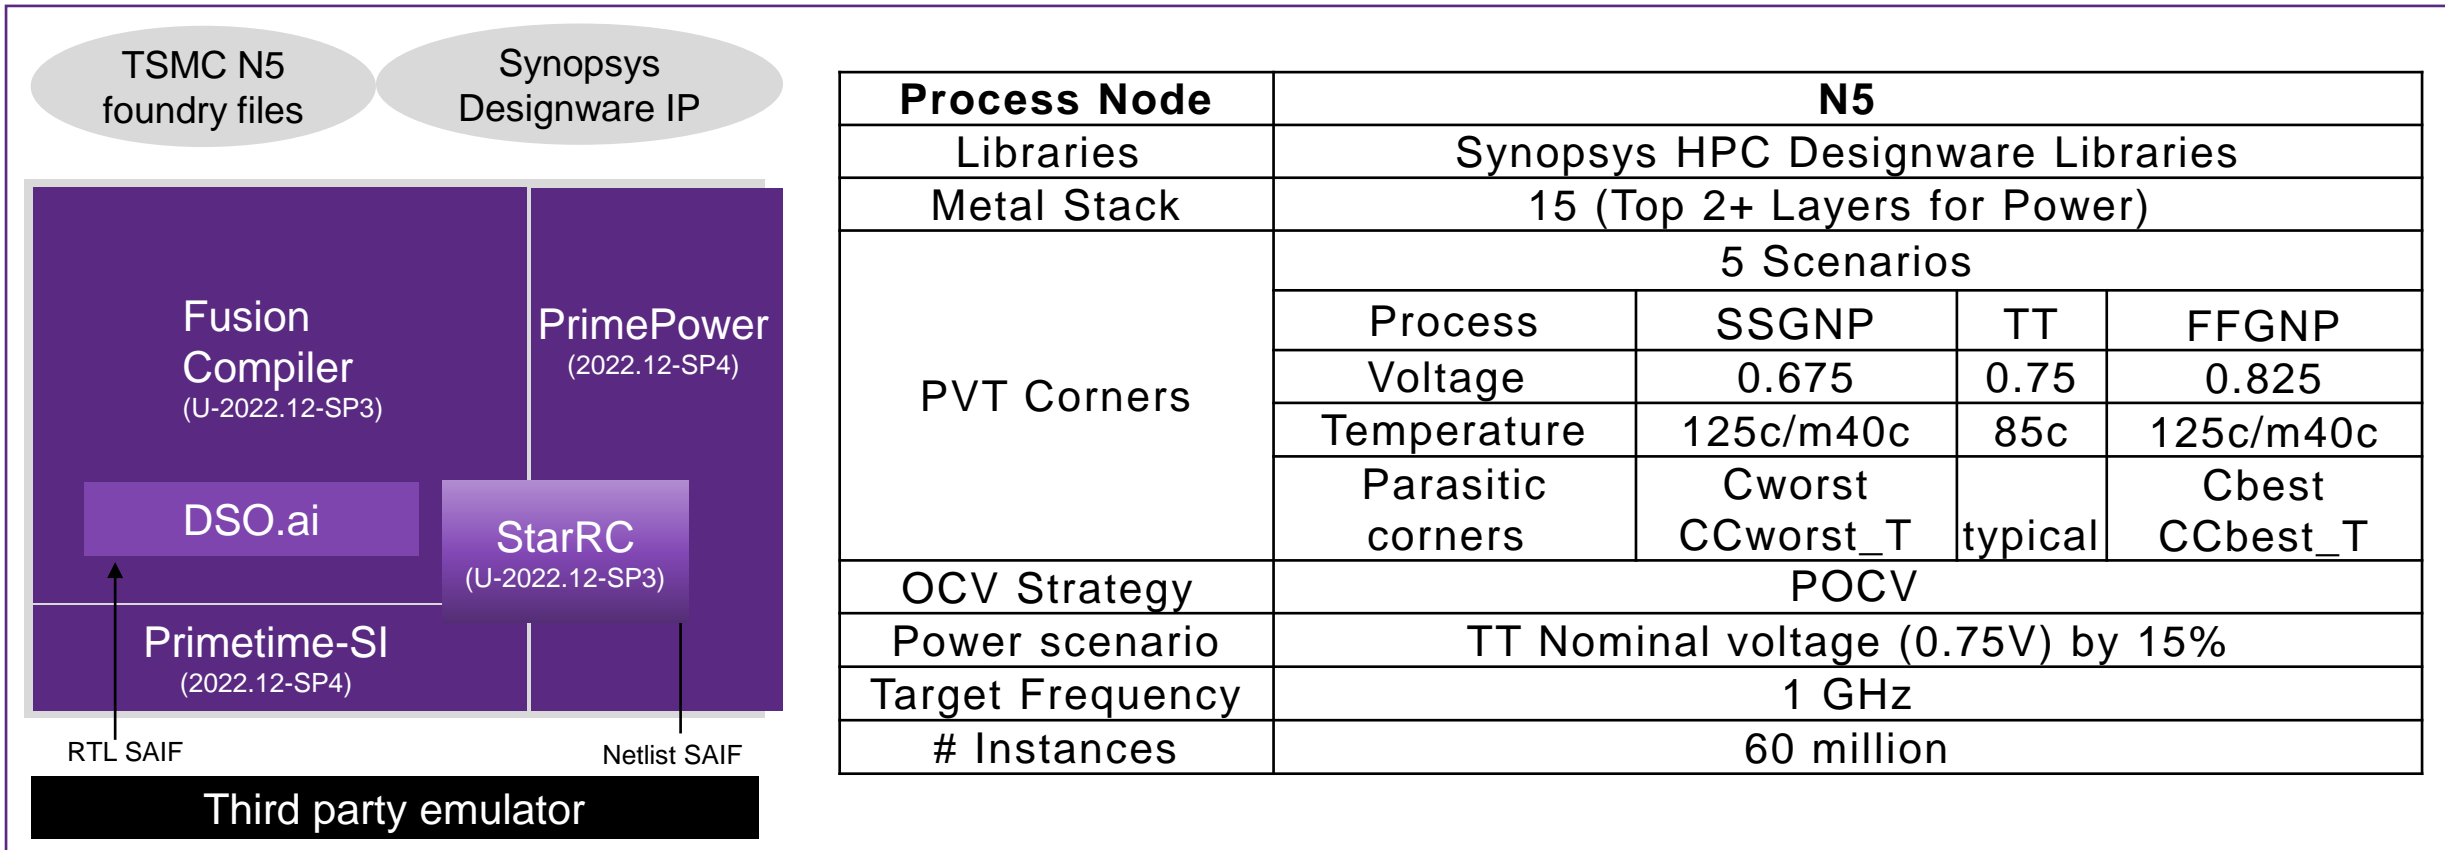 TSMC N5
foundry files
Synopsys
Designware IP
Fusion
Compiler
(U-2022.12-SP3)
PrimePower
(2022.12-SP4)
DSO.ai
StarRC
(U-2022.12-SP3)
Primetime-SI
(2022.12-SP4)
RTL SAIF
Netlist SAIF
Third party emulator
Process Node N5
Libraries Synopsys HPC Designware Libraries
Metal Stack 15 (Top 2+ Layers for Power)
PVT Corners
5 Scenarios
Process SSGNP TT FFGNP
Voltage 0.675 0.75 0.825
Temperature 125c/m40c 85c 125c/m40c
Parasitic Cworst Cbest
corners CCworst_T typical CCbest_T
OCV Strategy POCV
Power scenario TT Nominal voltage (0.75V) by 15%
Target Frequency 1 GHz
# Instances 60 million